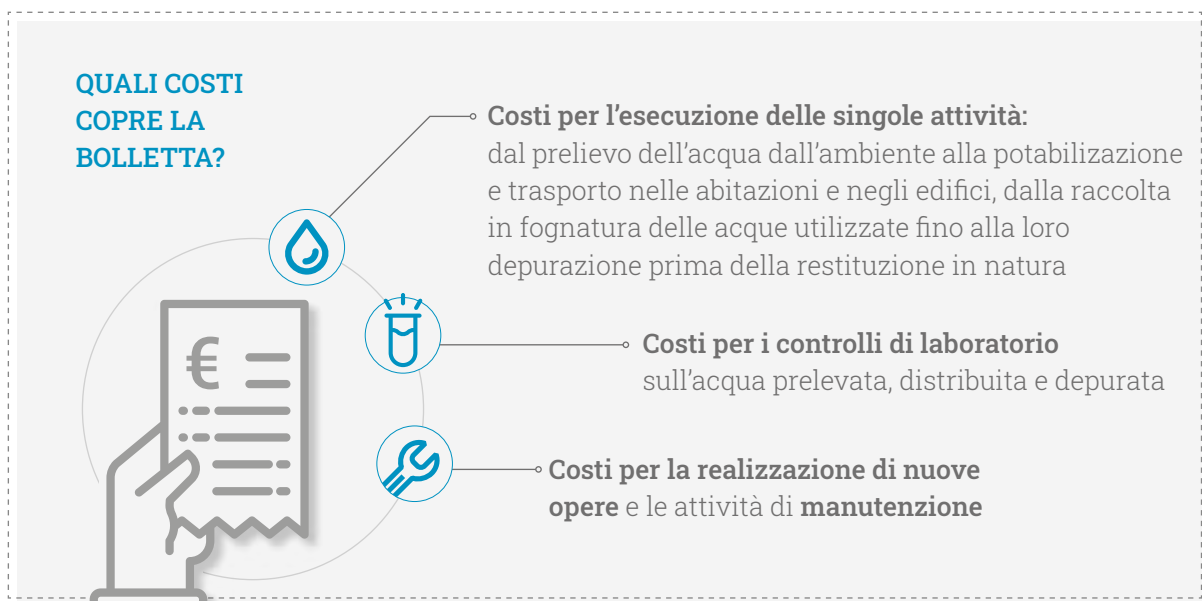 QUALI COSTI
COPRE LA
BOLLETTA?
Costi per l'esecuzione delle singole attività:
dal prelievo dell'acqua dall'ambiente alla potabilizzazione
e trasporto nelle abitazioni e negli edifici, dalla raccolta
in fognatura delle acque utilizzate fino alla loro
depurazione prima della restituzione in natura
Costi per i controlli di laboratorio
sull'acqua prelevata, distribuita e depurata
Costi per la realizzazione di nuove
opere e le attività di manutenzione
€